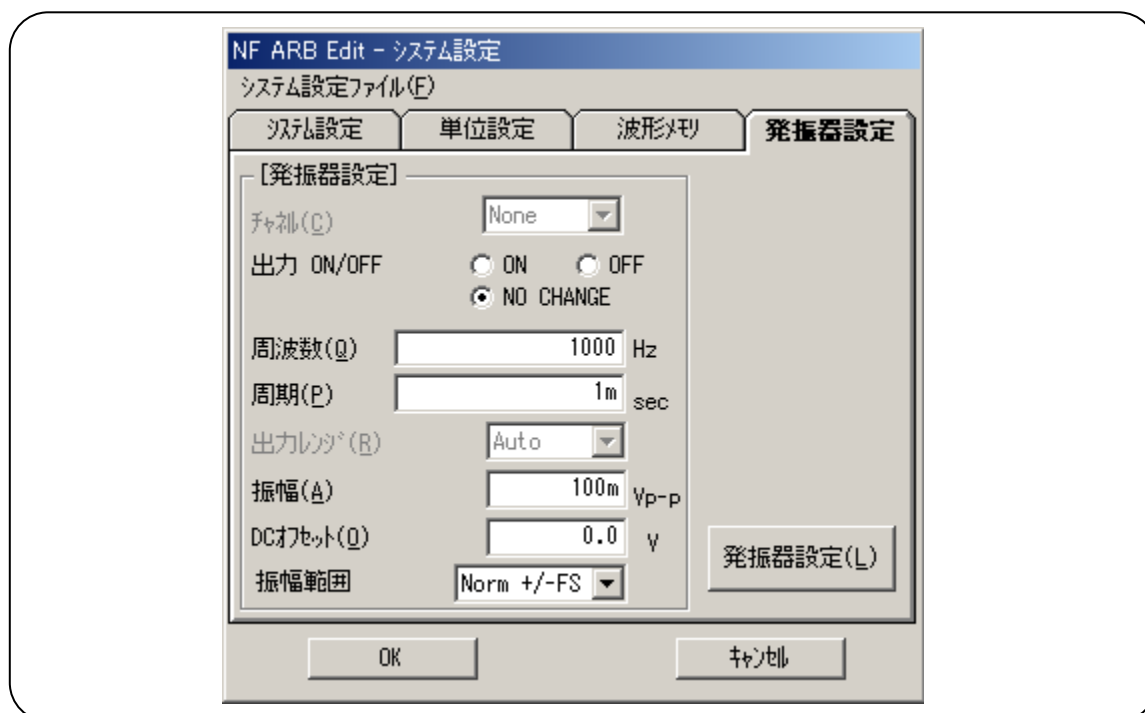 NF ARB Edit - システム設定
システム設定ファイル(F)
システム設定 単位設定 波形メモリ 発振器設定
[発振器設定]
チャネル(C) None
出力 ON/OFF ON OFF
NO CHANGE
周波数(Q) 1000 Hz
周期(P) 1m sec
出力レンジ(R) Auto
振幅(A) 100m Vp-p
DCオフセット(O) 0.0 V
振幅範囲 Norm +/-FS
発振器設定(L)
OK キャンセル